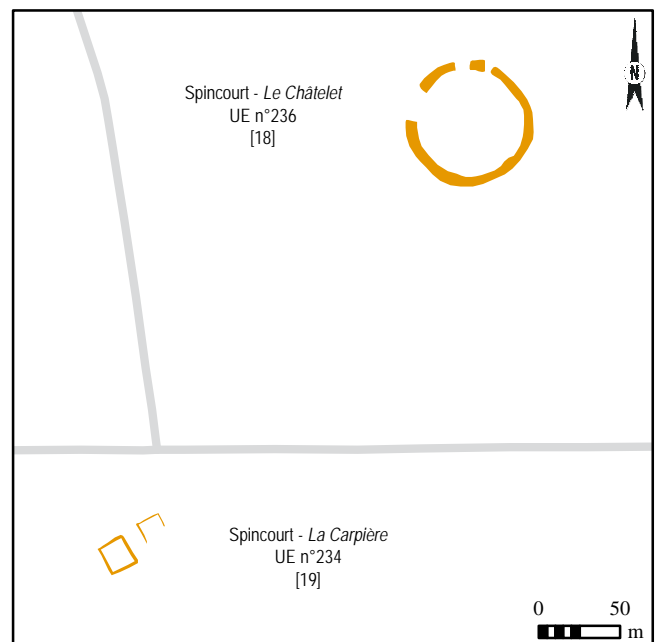 N
Spincourt - Le Châtelet
UE n°236
[18]
Spincourt - La Carpière
UE n°234
[19]
0 50
m